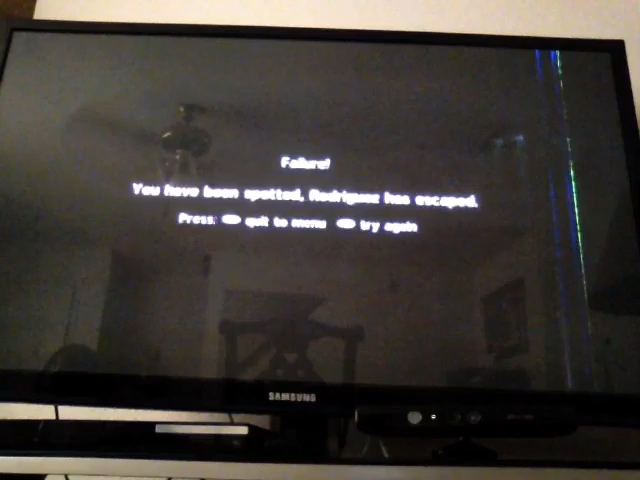 Failure!
You have been spotted, Rodriguez has escaped.
Press: quit to menu try again
SAMSUNG